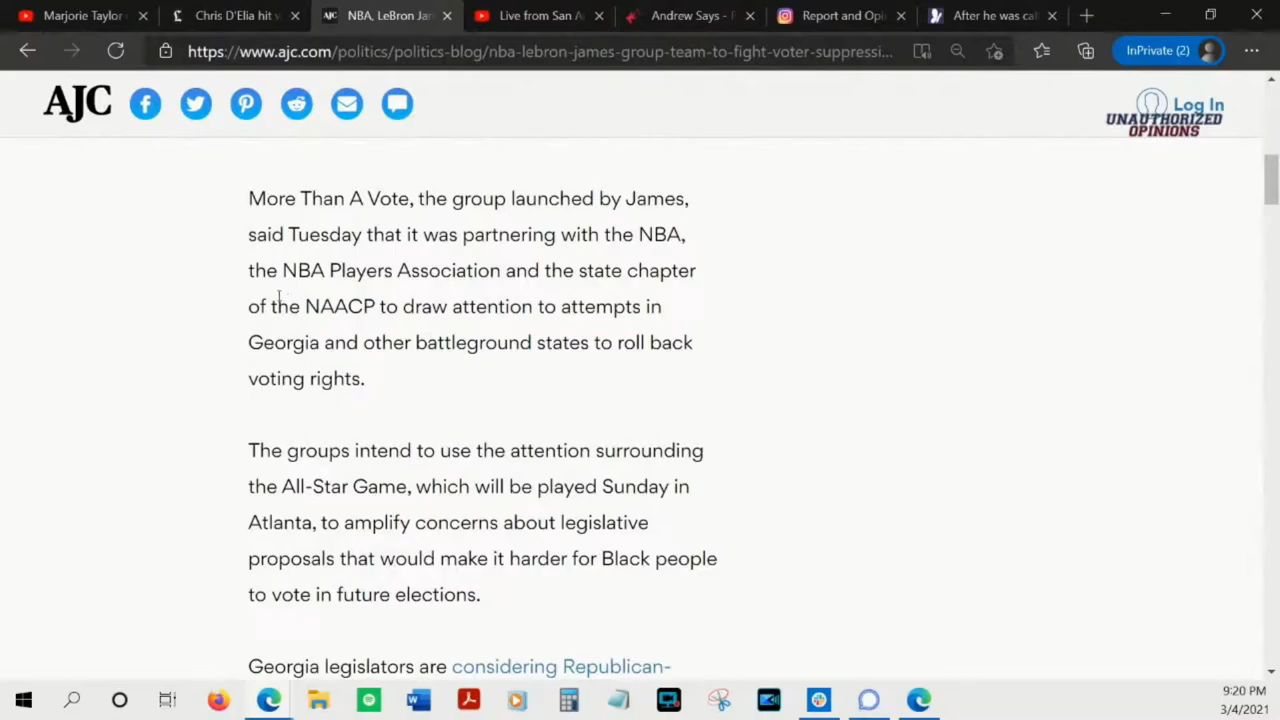 Marjorie Taylor
Chris D'Elia hit w
NBA, LeBron Jar
Live from San A
Andrew Says - T
Report and Opi
After he was cal
https://www.ajc.com/politics/politics-blog/nba-lebron-james-group-team-to-fight-voter-suppressi...
InPrivate (2)
AJC
Log In
UNAUTHORIZED
OPINIONS
More Than A Vote, the group launched by James,
said Tuesday that it was partnering with the NBA,
the NBA Players Association and the state chapter
of the NAACP to draw attention to attempts in
Georgia and other battleground states to roll back
voting rights.
The groups intend to use the attention surrounding
the All-Star Game, which will be played Sunday in
Atlanta, to amplify concerns about legislative
proposals that would make it harder for Black people
to vote in future elections.
Georgia legislators are considering Republican-
9:20 PM
3/4/2021